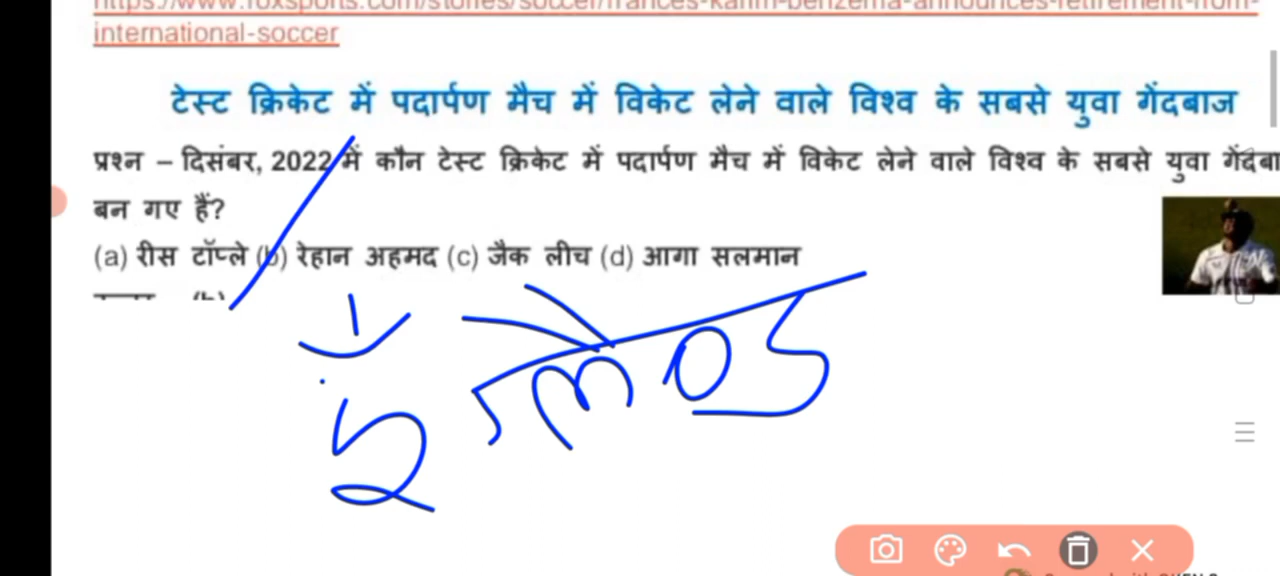 international-soccer
टेस्ट क्रिकेट में पदार्पण मैच में विकेट लेने वाले विश्व के सबसे युवा गेंदबाज
प्रश्न – दिसंबर, 2022 में कौन टेस्ट क्रिकेट में पदार्पण मैच में विकेट लेने वाले विश्व के सबसे युवा गेंदबा
बन गए हैं?
(a) रीस टॉप्ले (b) रेहान अहमद (c) जैक लीच (d) आगा सलमान